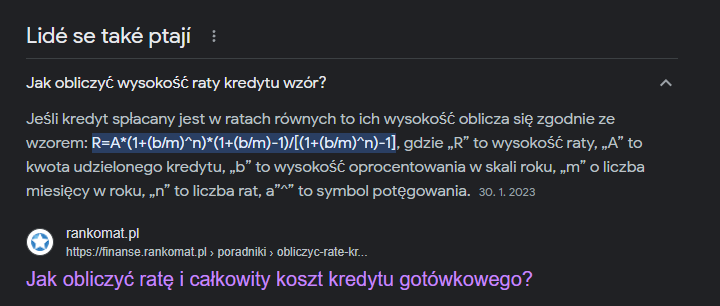 Lidé se také ptají
Jak obliczyć wysokość raty kredytu wzór?
Jeśli kredyt spłacany jest w ratach równych to ich wysokość oblicza się zgodnie ze
wzorem: R=A*(1+(b/m)^n)*(1+(b/m)-1)/[(1+(b/m)^n)-1], gdzie „R” to wysokość raty, „A” to
kwota udzielonego kredytu, „b” to wysokość oprocentowania w skali roku, „m” o liczba
miesięcy w roku, „n” to liczba rat, a”^” to symbol potęgowania. 30. 1. 2023
rankomat.pl
https://finanse.rankomat.pl › poradniki › obliczyc-rate-kr...
Jak obliczyć ratę i całkowity koszt kredytu gotówkowego?